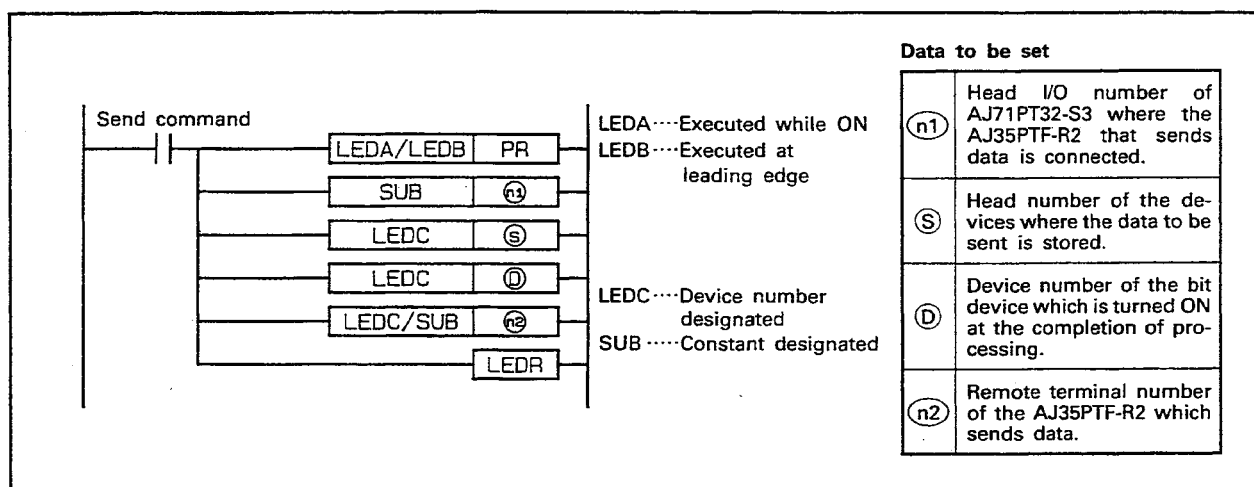 Send command
LEDA/LEDB PR
SUB n1
LEDC S
LEDC D
LEDC/SUB n2
LEDR
LEDA····Executed while ON
LEDB····Executed at
leading edge
LEDC····Device number
designated
SUB·····Constant designated
Data to be set
n1
Head I/O number of
AJ71PT32-S3 where the
AJ35PTF-R2 that sends
data is connected.
S
Head number of the de-
vices where the data to be
sent is stored.
D
Device number of the bit
device which is turned ON
at the completion of pro-
cessing.
n2
Remote terminal number
of the AJ35PTF-R2 which
sends data.